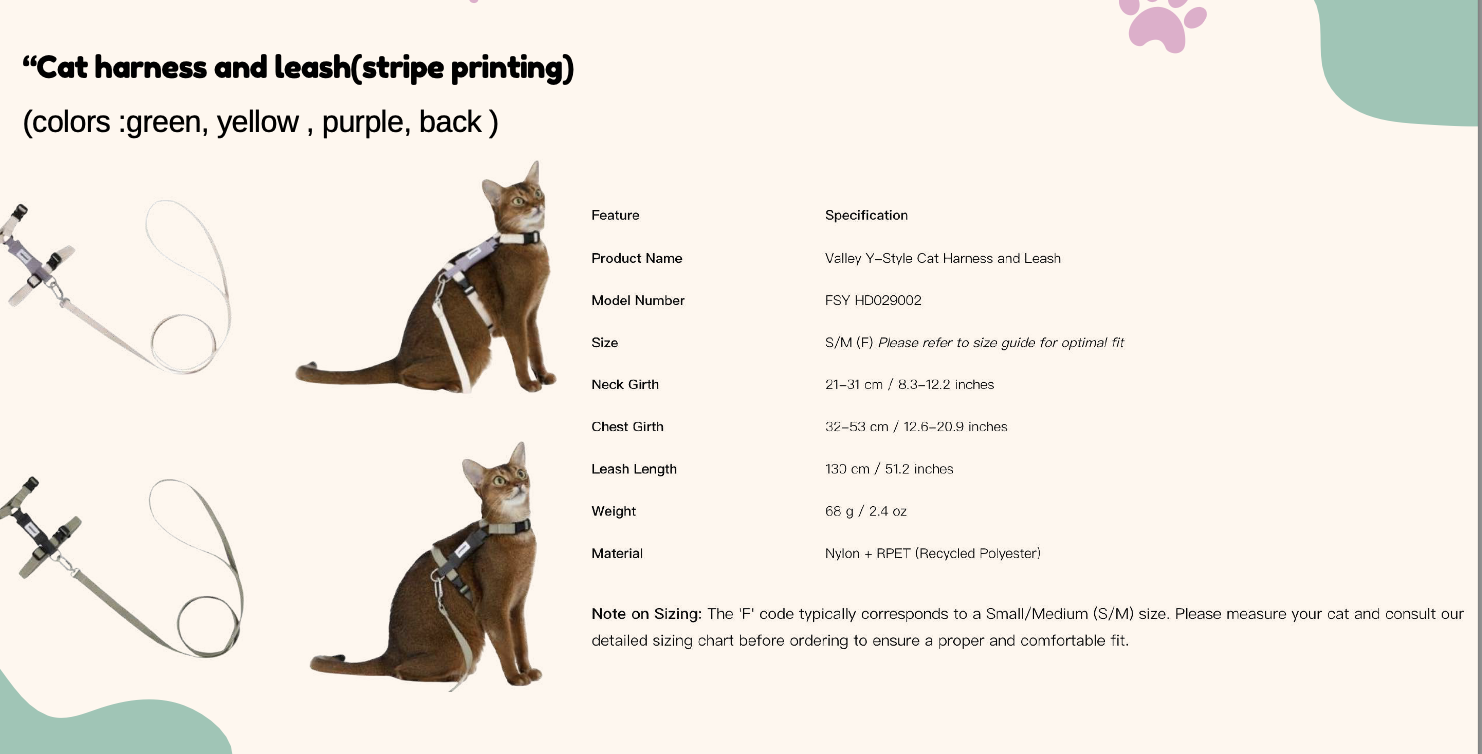 “Cat harness and leash(stripe printing)
(colors :green, yellow , purple, back )
Feature Specification
Product Name Valley Y–Style Cat Harness and Leash
Model Number FSY HD029002
Size S/M (F) Please refer to size guide for optimal fit
Neck Girth 21–31 cm / 8.3–12.2 inches
Chest Girth 32–53 cm / 12.6–20.9 inches
Leash Length 130 cm / 51.2 inches
Weight 68 g / 2.4 oz
Material Nylon + RPET (Recycled Polyester)
Note on Sizing: The 'F' code typically corresponds to a Small/Medium (S/M) size. Please measure your cat and consult our
detailed sizing chart before ordering to ensure a proper and comfortable fit.